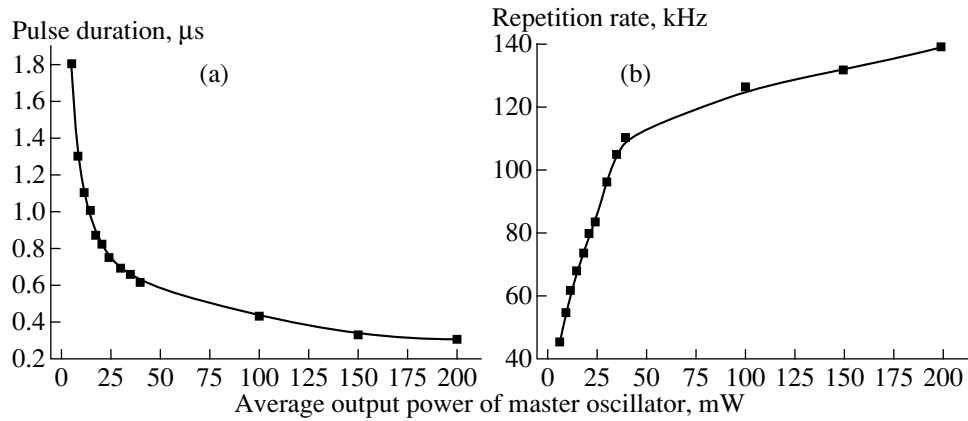 Pulse duration, μs
Repetition rate, kHz
(a)
(b)
1.8
1.6
1.4
1.2
1.0
0.8
0.6
0.4
0.2
140
120
100
80
60
40
0 25 50 75 100 125 150 175 200
0 25 50 75 100 125 150 175 200
Average output power of master oscillator, mW